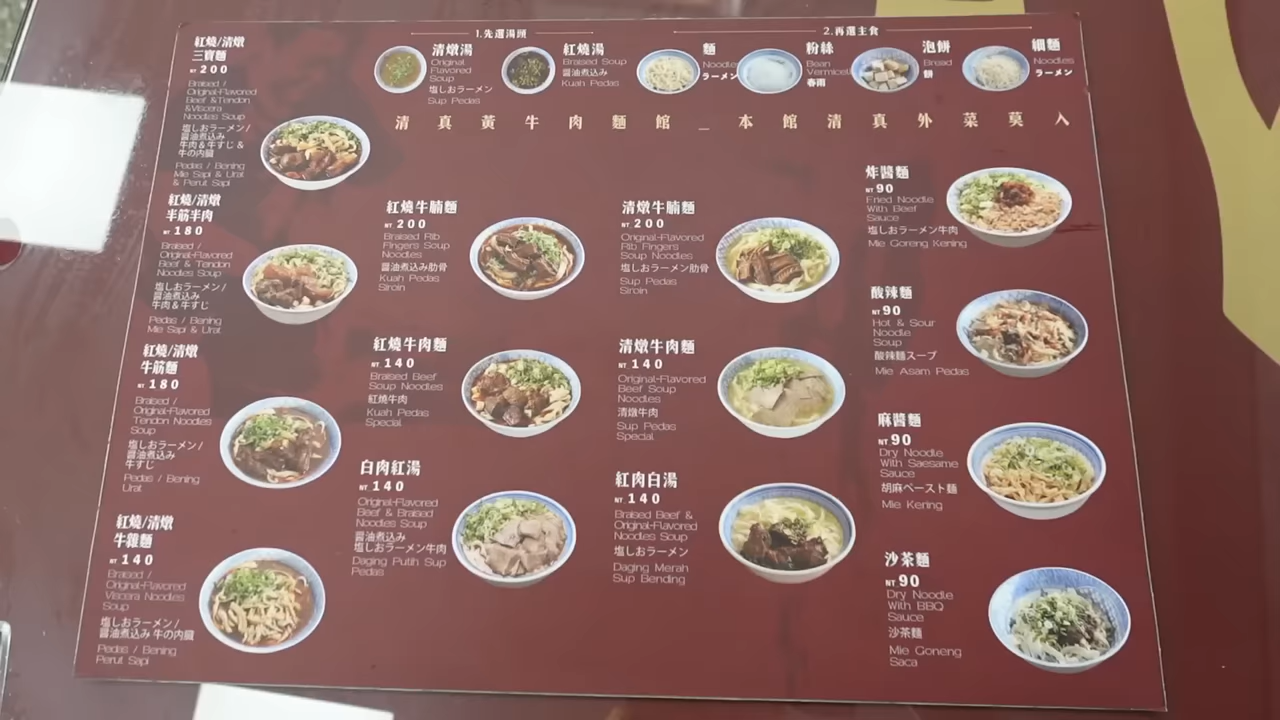 1.先選湯頭
2.再選主食
清燉湯
Original
Flavored
Soup
塩しおラーメン
Sup Pedas
紅燒湯
Braised Soup
醤油煮込み
Kuah Pedas
麵
Noodles
ラーメン
粉絲
Bean
Vermicelli
春雨
泡餅
Bread
餅
細麵
Noodles
ラーメン
清真黃牛肉麵館_本館清真外菜莫入
紅燒/清燉
三寶麵
NT 200
Braised /
Original-Flavored
Beef &Tendon
&Viscera
Noodles Soup
塩しおラーメン/
醤油煮込み
牛肉&牛すじ &
牛の内臓
Pedas / Bening
Mie Sapi & Urat
& Perut Sapi
紅燒/清燉
半筋半肉
NT 180
Braised /
Original-Flavored
Beef & Tendon
Noodles Soup
塩しおラーメン/
醤油煮込み
牛肉&牛すじ
Pedas / Bening
Mie Sapi & Urat
紅燒/清燉
牛筋麵
NT 180
Braised /
Original-Flavored
Tendon Noodles
Soup
塩しおラーメン/
醤油煮込み
牛すじ
Pedas / Bening
Urat
紅燒/清燉
牛雜麵
NT 140
Braised /
Original-Flavored
Viscera Noodles
Soup
塩しおラーメン/
醤油煮込み 牛の内臓
Pedas / Bening
Perut Sapi
紅燒牛腩麵
NT 200
Braised Rib
Fingers Soup
Noodles
醤油煮込み肋骨
Kuah Pedas
Siroin
紅燒牛肉麵
NT 140
Braised Beef
Soup Noodles
紅燒牛肉
Kuah Pedas
Special
白肉紅湯
NT 140
Original-Flavored
Beef & Braised
Noodles Soup
醤油煮込み
塩しおラーメン牛肉
Daging Putih Sup
Pedas
清燉牛腩麵
NT 200
Original-Flavored
Rib Fingers
Soup Noodles
塩しおラーメン肋骨
Sup Pedas
Siroin
清燉牛肉麵
NT 140
Original-Flavored
Beef Soup
Noodles
清燉牛肉
Sup Pedas
Special
紅肉白湯
NT 140
Braised Beef &
Original-Flavored
Noodles Soup
塩しおラーメン
Daging Merah
Sup Bending
炸醬麵
NT 90
Fried Noodle
With Beef
Sauce
塩しおラーメン牛肉
Mie Goreng Kering
酸辣麵
NT 90
Hot & Sour
Noodle
Soup
酸辣麺スープ
Mie Asam Pedas
麻醬麵
NT 90
Dry Noodle
With Saesame
Sauce
胡麻ペースト麵
Mie Kering
沙茶麵
NT 90
Dry Noodle
With BBQ
Sauce
沙茶麵
Mie Goneng
Saca